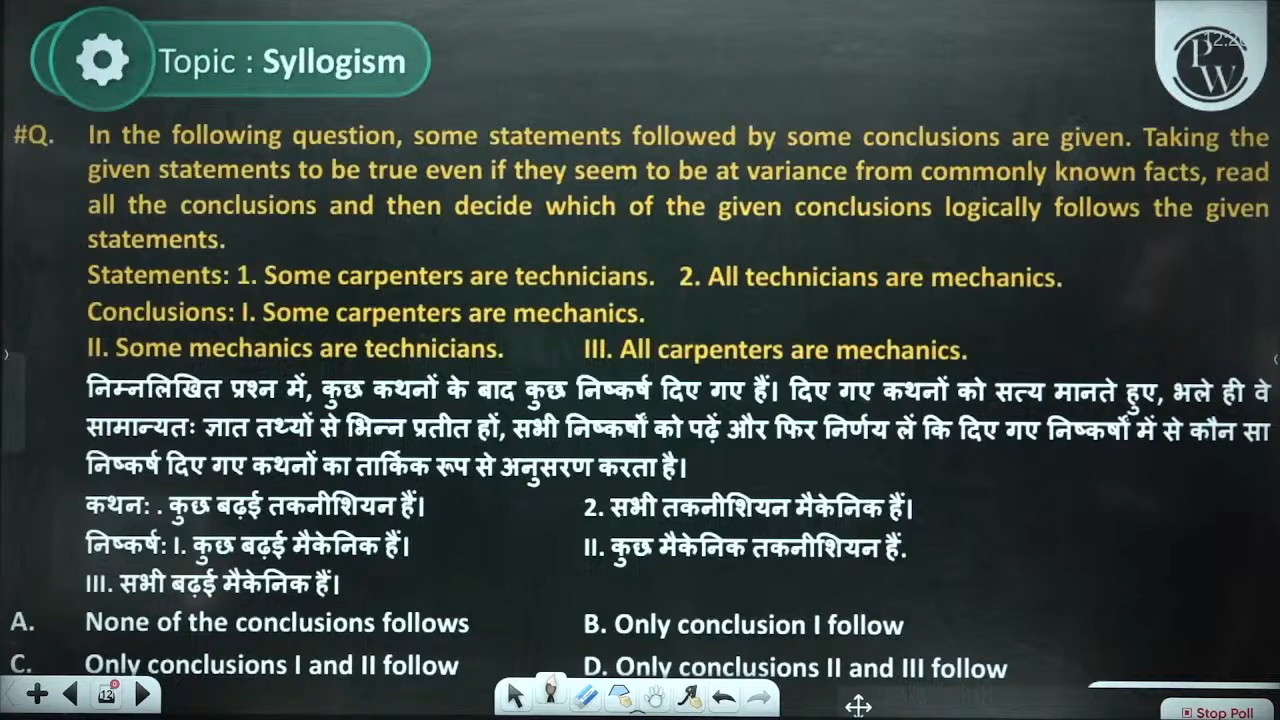 Topic : Syllogism
12:2
PW
#Q. In the following question, some statements followed by some conclusions are given. Taking the
given statements to be true even if they seem to be at variance from commonly known facts, read
all the conclusions and then decide which of the given conclusions logically follows the given
statements.
Statements: 1. Some carpenters are technicians. 2. All technicians are mechanics.
Conclusions: I. Some carpenters are mechanics.
II. Some mechanics are technicians. III. All carpenters are mechanics.
निम्नलिखित प्रश्न में, कुछ कथनों के बाद कुछ निष्कर्ष दिए गए हैं। दिए गए कथनों को सत्य मानते हुए, भले ही वे
सामान्यतः ज्ञात तथ्यों से भिन्न प्रतीत हों, सभी निष्कर्षों को पढ़ें और फिर निर्णय लें कि दिए गए निष्कर्षों में से कौन सा
निष्कर्ष दिए गए कथनों का तार्किक रूप से अनुसरण करता है।
कथन: . कुछ बढ़ई तकनीशियन हैं। 2. सभी तकनीशियन मैकेनिक हैं।
निष्कर्ष: I. कुछ बढ़ई मैकेनिक हैं। II. कुछ मैकेनिक तकनीशियन हैं.
III. सभी बढ़ई मैकेनिक हैं।
A. None of the conclusions follows B. Only conclusion I follow
C. Only conclusions I and II follow D. Only conclusions II and III follow
12 0
Stop Poll